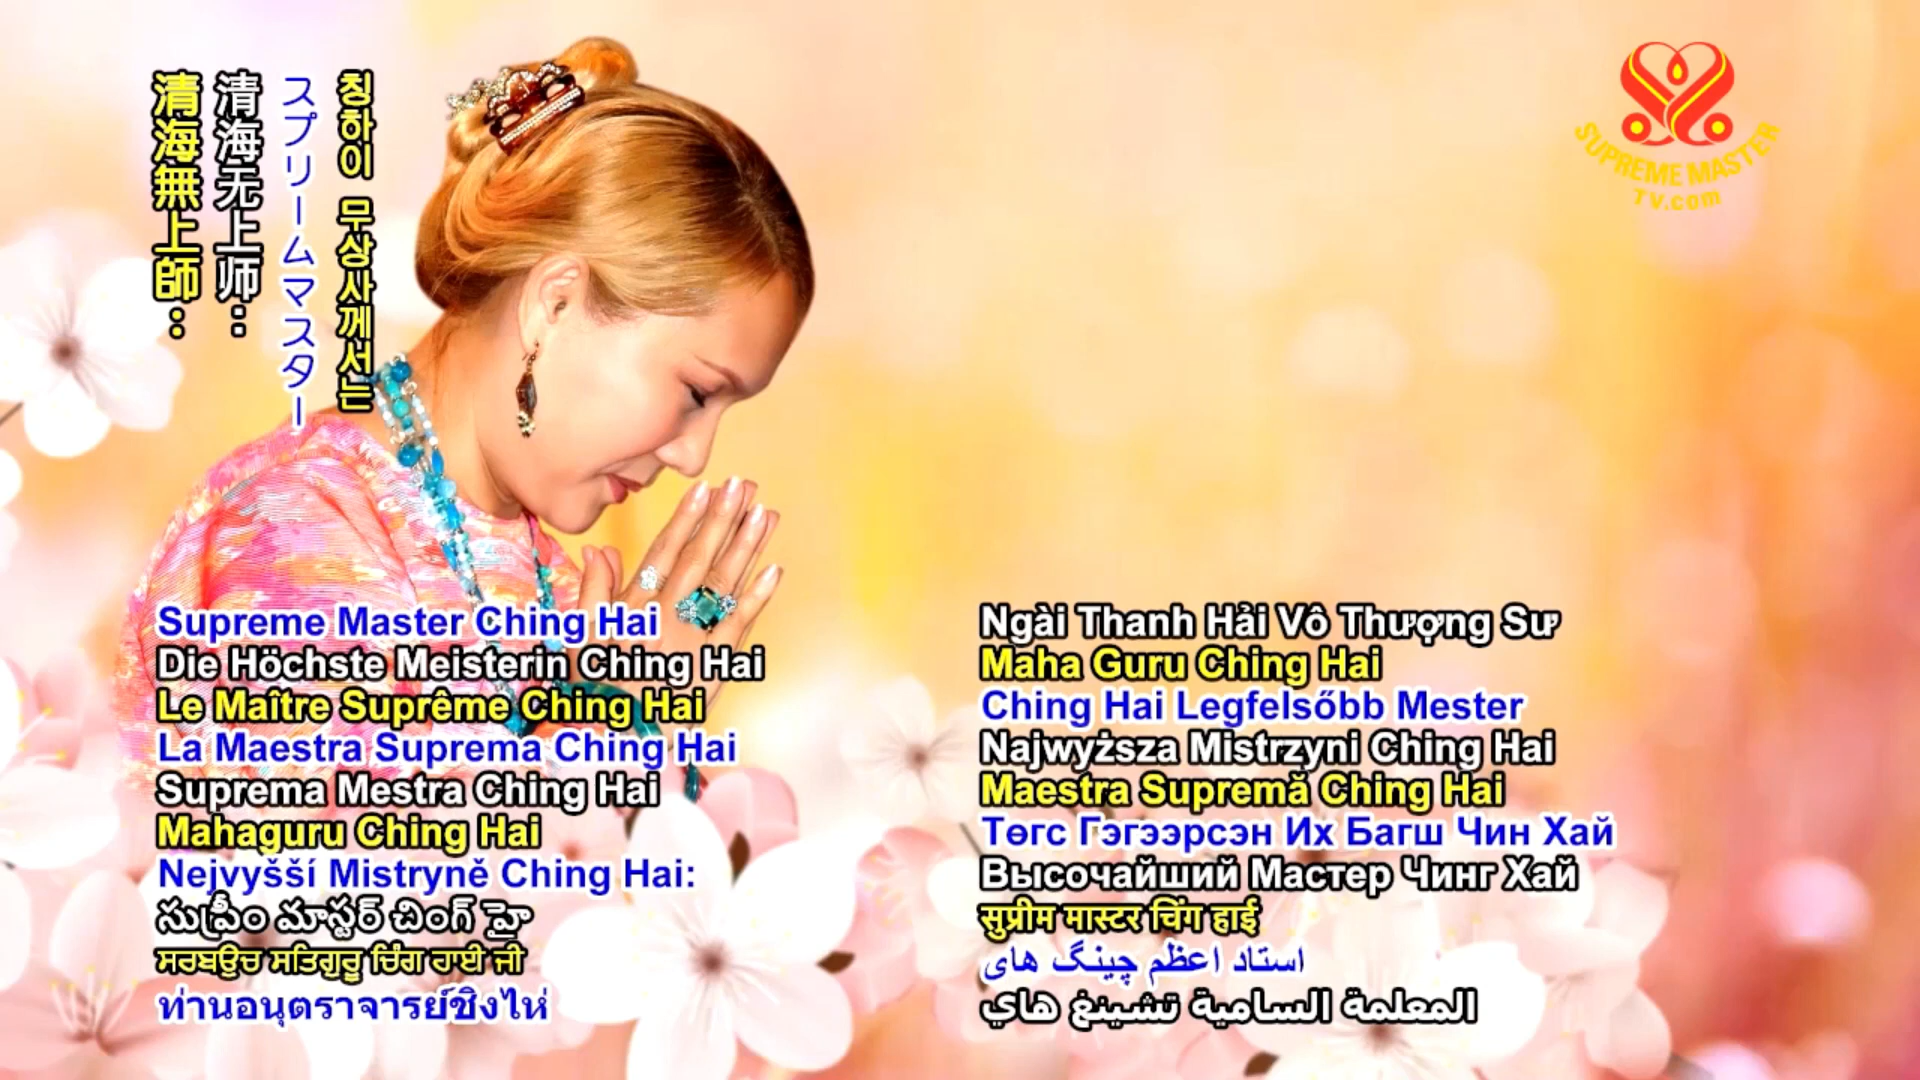 清海無上師：
清海无上师：
スプリームマスター
칭하이 무상사께서는
SUPREME MASTER
TV.com
Supreme Master Ching Hai
Die Höchste Meisterin Ching Hai
Le Maître Suprême Ching Hai
La Maestra Suprema Ching Hai
Suprema Mestra Ching Hai
Mahaguru Ching Hai
Nejvyšší Mistryně Ching Hai:
సుప్రీం మాస్టర్ చింగ్ హై
ਸਰਬਉਚ ਸਤਿਗੁਰੂ ਚਿੰਗ ਹਾਈ ਜੀ
ท่านอนุตราจารย์ชิงไห่
Ngài Thanh Hải Vô Thượng Sư
Maha Guru Ching Hai
Ching Hai Legfelsőbb Mester
Najwyższa Mistrzyni Ching Hai
Maestra Supremă Ching Hai
Төгс Гэгээрсэн Их Багш Чин Хай
Высочайший Мастер Чинг Хай
सुप्रीम मास्टर चिंग हाई
استاد اعظم چینگ های
المعلمة السامية تشينغ هاي